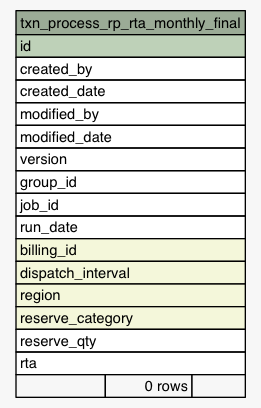 txn_process_rp_rta_monthly_final
id
created_by
created_date
modified_by
modified_date
version
group_id
job_id
run_date
billing_id
dispatch_interval
region
reserve_category
reserve_qty
rta
0 rows